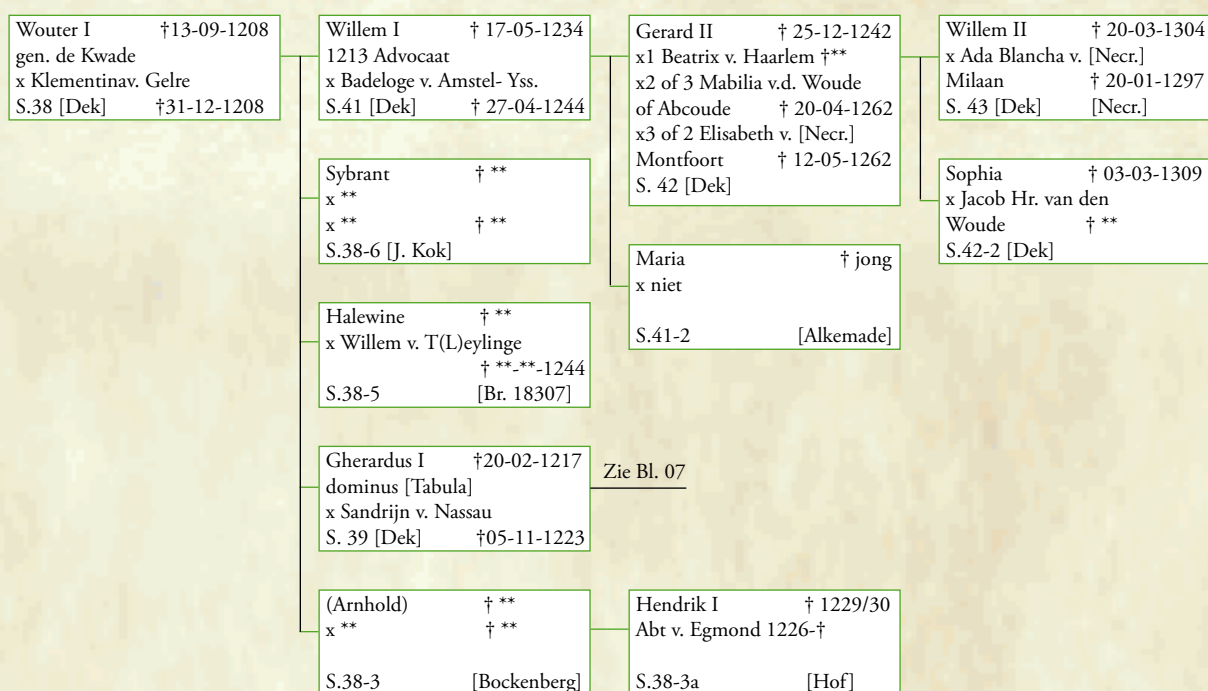 Wouter I †13-09-1208
gen. de Kwade
x Klementinav. Gelre
S.38 [Dek] †31-12-1208
Willem I † 17-05-1234
1213 Advocaat
x Badeloge v. Amstel- Yss.
S.41 [Dek] † 27-04-1244
Gerard II † 25-12-1242
x1 Beatrix v. Haarlem †**
x2 of 3 Mabilia v.d. Woude
of Abcoude † 20-04-1262
x3 of 2 Elisabeth v. [Necr.]
Montfoort † 12-05-1262
S. 42 [Dek]
Willem II † 20-03-1304
x Ada Blancha v. [Necr.]
Milaan † 20-01-1297
S. 43 [Dek] [Necr.]
Sybrant † **
x **
x ** † **
S.38-6 [J. Kok]
Sophia † 03-03-1309
x Jacob Hr. van den
Woude † **
S.42-2 [Dek]
Maria † jong
x niet
S.41-2 [Alkemade]
Halewine † **
x Willem v. T(L)eylinge
† **-**-1244
S.38-5 [Br. 18307]
Gherardus I †20-02-1217
dominus [Tabula]
x Sandrijn v. Nassau
S. 39 [Dek] †05-11-1223
Zie Bl. 07
(Arnhold) † **
x ** † **
S.38-3 [Bockenberg]
Hendrik I † 1229/30
Abt v. Egmond 1226-†
S.38-3a [Hof]